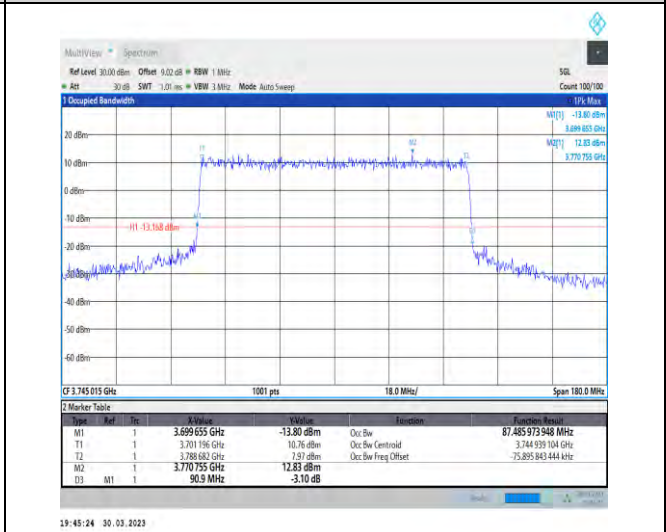 MultiView Spectrum
Ref Level 30.00 dBm Offset 9.02 dB RBW 1 MHz SGL
Att 30 dB SWT 1.01 ms VBW 3 MHz Mode Auto Sweep Count 100/100
1 Occupied Bandwidth 1Pk Max
M1[1] -13.80 dBm
3.699 655 GHz
M2[1] 12.83 dBm
3.770 755 GHz
20 dBm
T1 M2 T2
10 dBm
0 dBm
-10 dBm
H1 -13.168 dBm
-20 dBm
-30 dBm
-40 dBm
-50 dBm
-60 dBm
CF 3.745 015 GHz 1001 pts 18.0 MHz/ Span 180.0 MHz
2 Marker Table
Type Ref Trc X-Value Y-Value Function Function Result
M1 1 3.699 655 GHz -13.80 dBm Occ Bw 87.485 973 948 MHz
T1 1 3.701 196 GHz 10.76 dBm Occ Bw Centroid 3.744 939 104 GHz
T2 1 3.788 682 GHz 7.97 dBm Occ Bw Freq Offset -75.895 843 444 kHz
M2 1 3.770 755 GHz 12.83 dBm
D3 M1 1 90.9 MHz -3.10 dB
19:45:24 30.03.2023